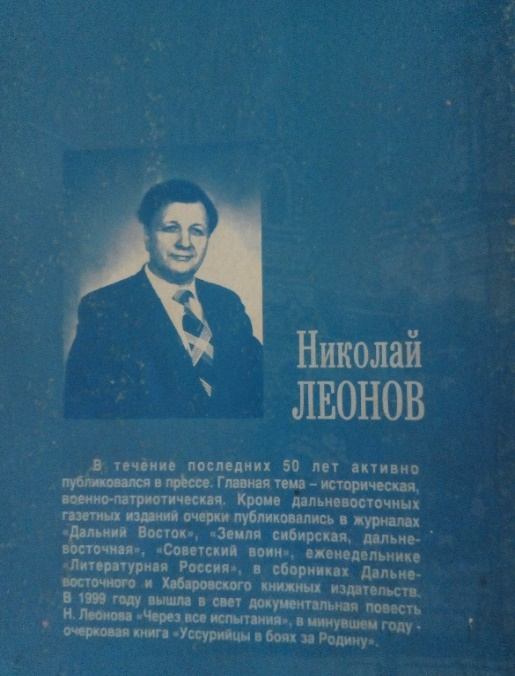 Николай
ЛЕОНОВ
В течение последних 50 лет активно
публиковался в прессе. Главная тема – историческая,
военно-патриотическая. Кроме дальневосточных
газетных изданий очерки публиковались в журналах
«Дальний Восток», «Земля сибирская, дальне-
восточная», «Советский воин», еженедельнике
«Литературная Россия», в сборниках Дальне-
восточного и Хабаровского книжных издательств.
В 1999 году вышла в свет документальная повесть
Н. Леонова «Через все испытания», в минувшем году -
очерковая книга «Уссурийцы в боях за Родину».